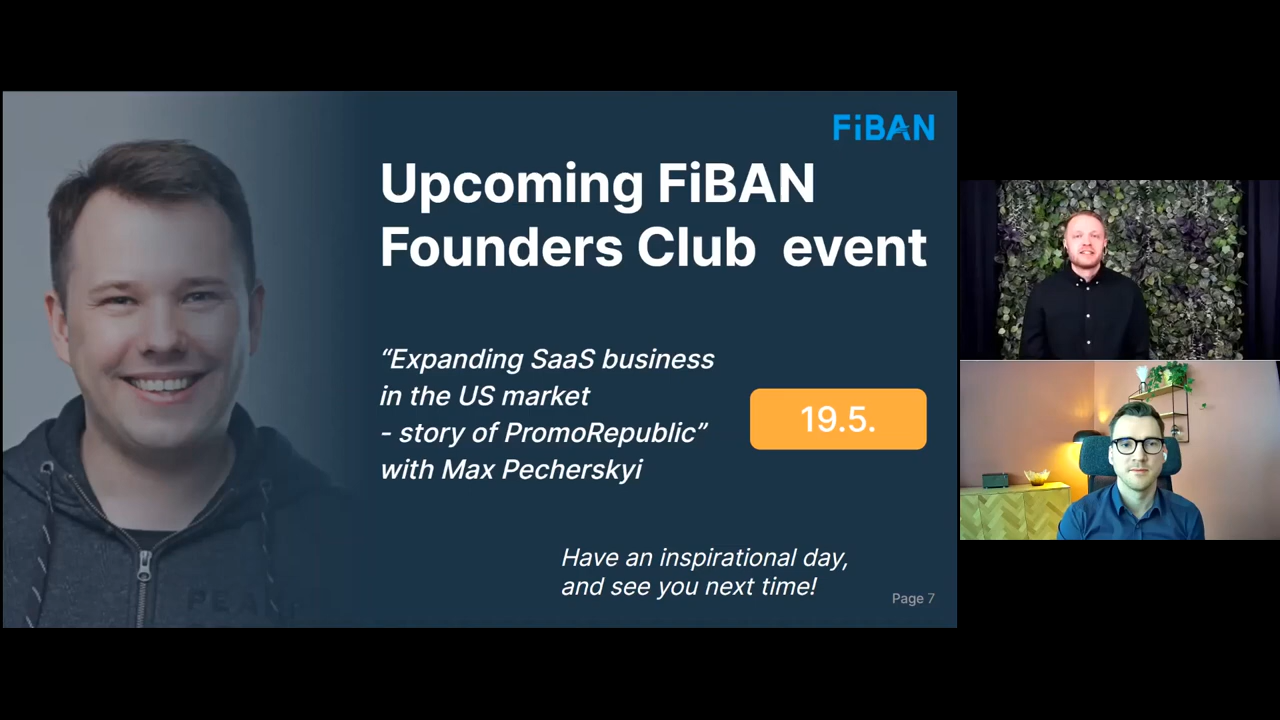 FiBAN
Upcoming FiBAN
Founders Club event
“Expanding SaaS business
in the US market
- story of PromoRepublic”
with Max Pecherskyi
19.5.
Have an inspirational day,
and see you next time!
Page 7